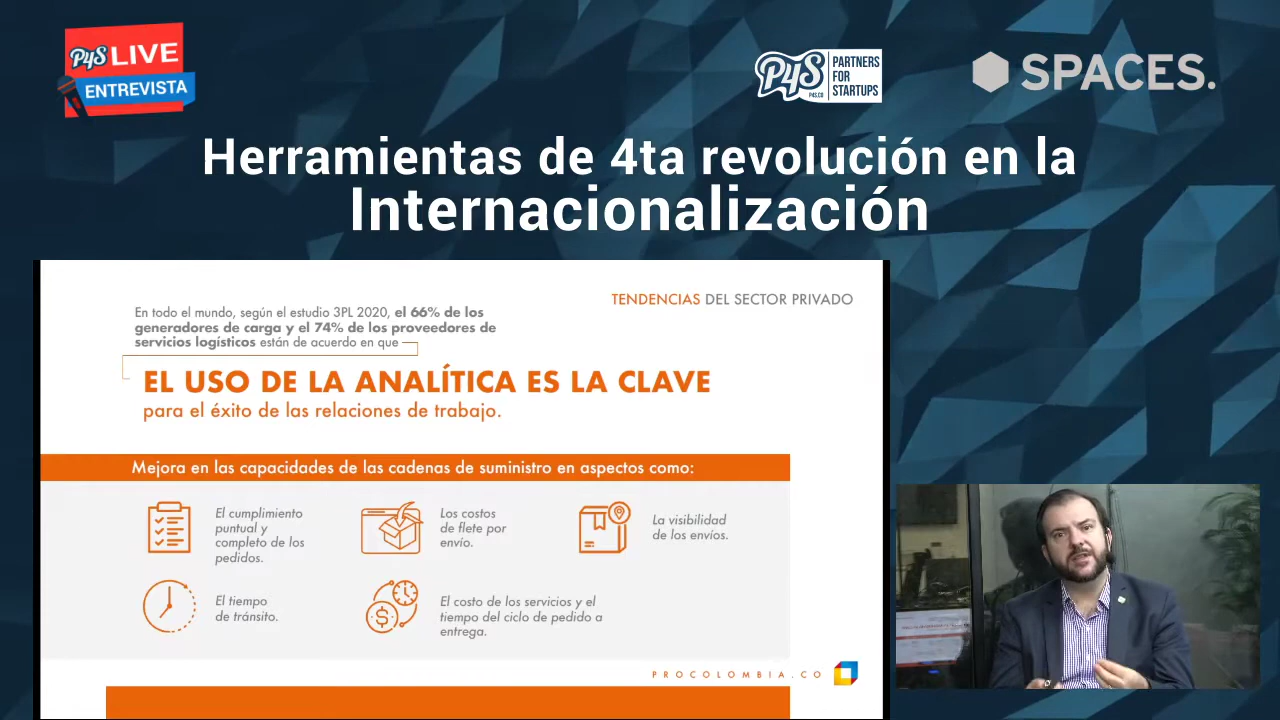 P4S LIVE
ENTREVISTA
P4S
P4S.CO
PARTNERS
FOR
STARTUPS
SPACES.
Herramientas de 4ta revolución en la
Internacionalización
TENDENCIAS DEL SECTOR PRIVADO
En todo el mundo, según el estudio 3PL 2020, el 66% de los
generadores de carga y el 74% de los proveedores de
servicios logísticos están de acuerdo en que
EL USO DE LA ANALÍTICA ES LA CLAVE
para el éxito de las relaciones de trabajo.
Mejora en las capacidades de las cadenas de suministro en aspectos como:
El cumplimiento
puntual y
completo de los
pedidos.
Los costos
de flete por
envío.
La visibilidad
de los envíos.
El tiempo
de tránsito.
El costo de los servicios y el
tiempo del ciclo de pedido a
entrega.
PROCOLOMBIA.CO